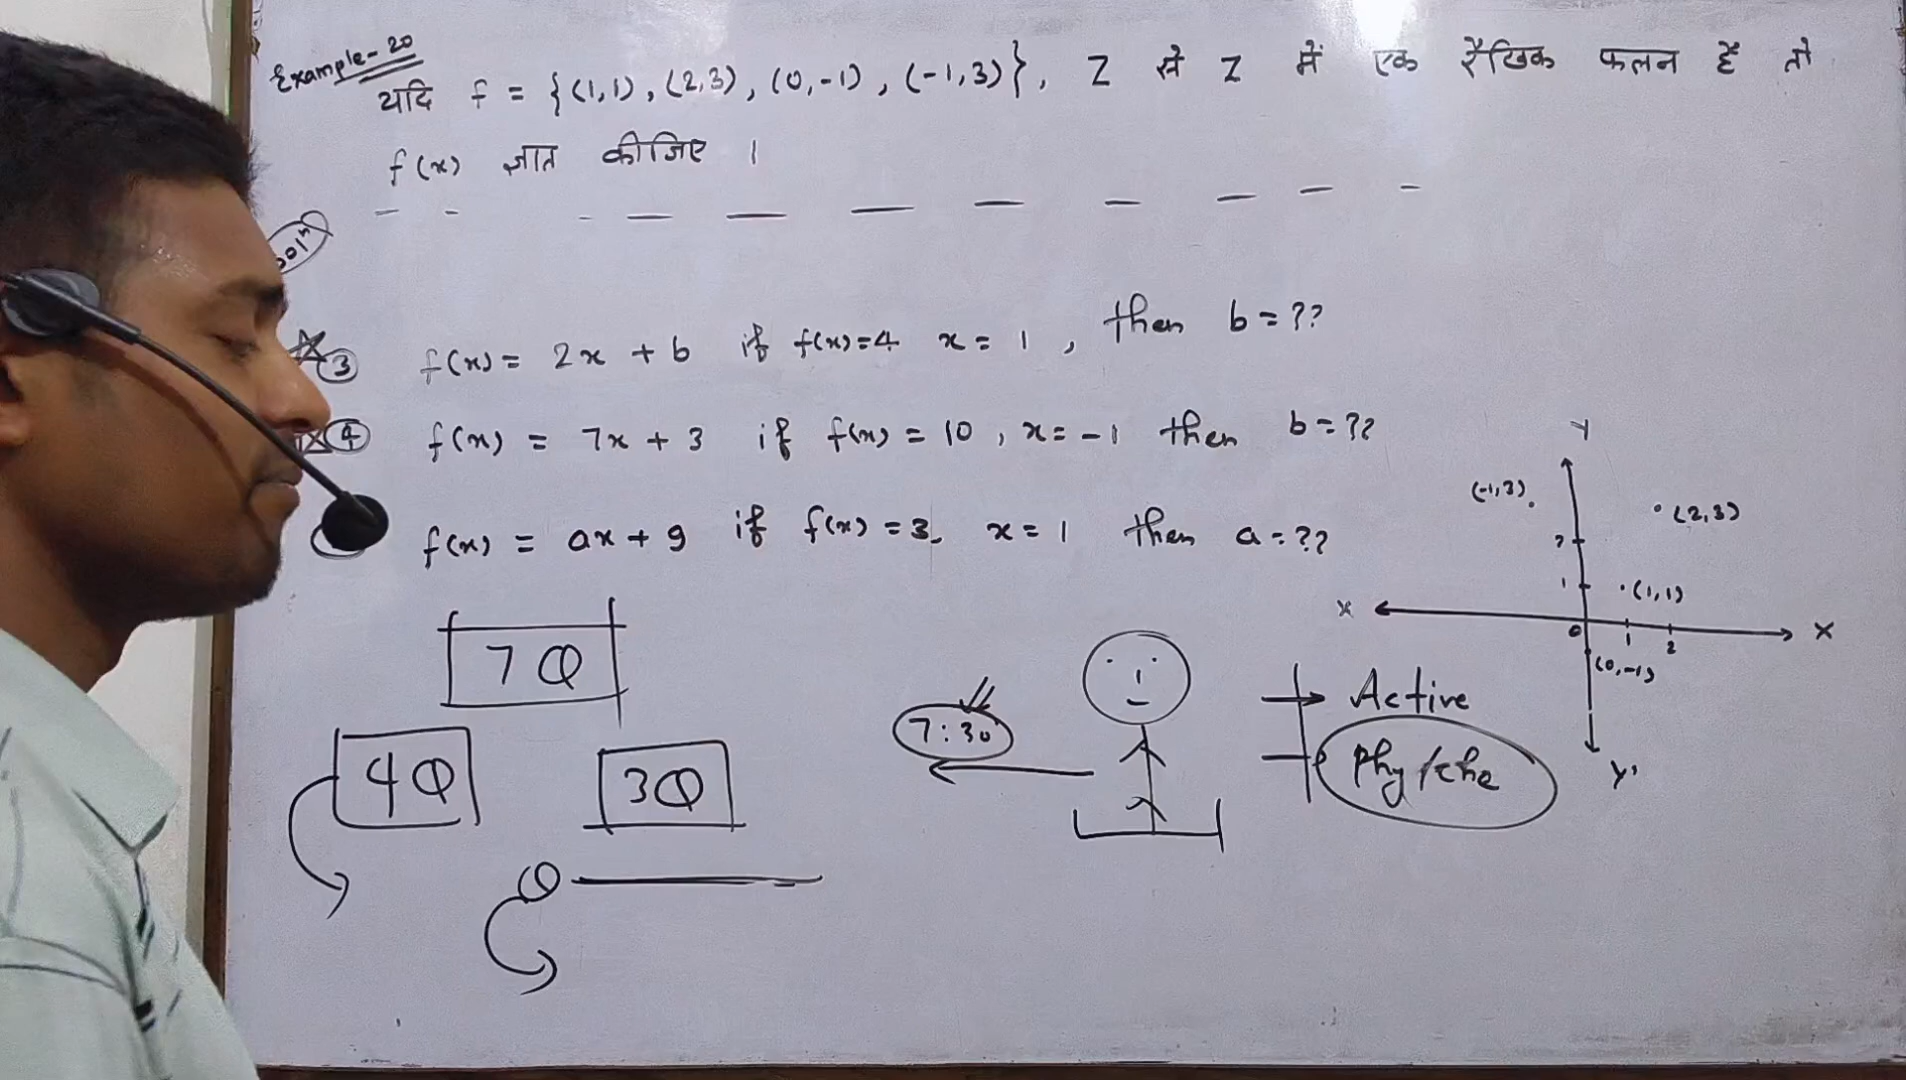 Example-20
यदि f = {(1,1), (2,3), (0,-1), (-1,3)}, Z से Z में एक रैखिक फलन है तो
f(x) ज्ञात कीजिए ।
3 f(x) = 2x + b if f(x)=4 x = 1, then b = ??
4 f(x) = 7x + 3 if f(x) = 10, x = -1 then b = ??
f(x) = ax + 9 if f(x) = 3 x = 1 then a = ??
Y
(-1,3)
(2,3)
2
1
(1,1)
X
0
1
2
X
(0,-1)
Y'
7Q
4Q
3Q
Q
7:30
Active
Phy/che